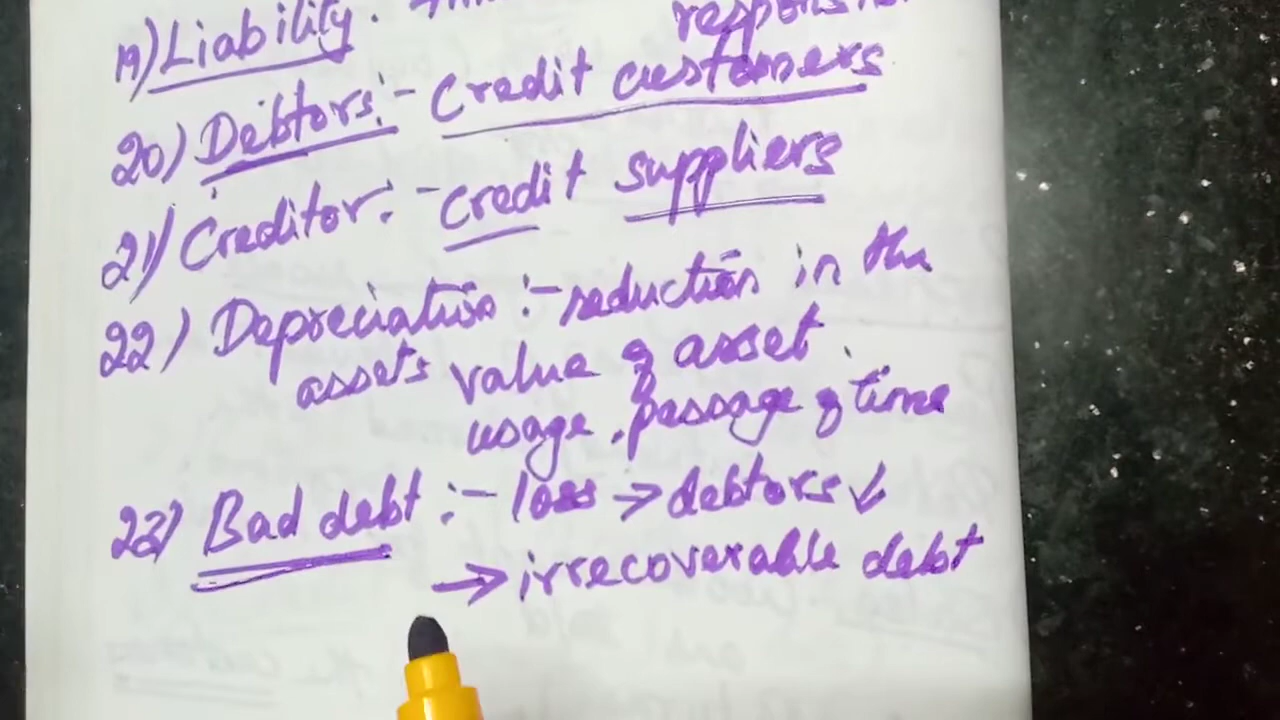 19) Liability.
20) Debtors:- Credit customers
21) Creditor:- credit suppliers
22) Depreciation :- reduction in the
assets value of asset.
usage, passage of time
23) Bad debt :- loss → debtors ↓
→ irrecoverable debt